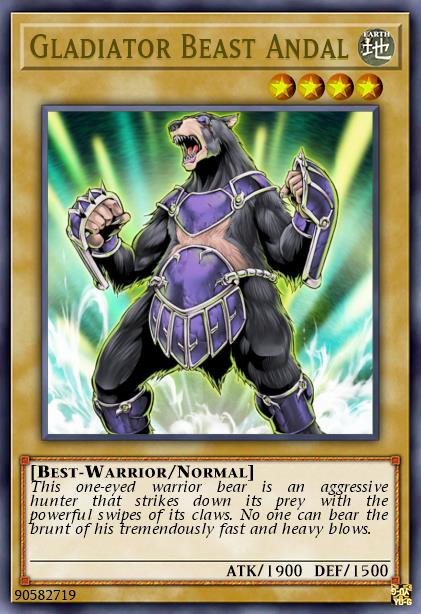 GLADIATOR BEAST ANDAL
EARTH
地
[BEST-WARRIOR/NORMAL]
This one-eyed warrior bear is an aggressive
hunter that strikes down its prey with the
powerful swipes of its claws. No one can bear the
brunt of his tremendously fast and heavy blows.
ATK/1900 DEF/1500
90582719